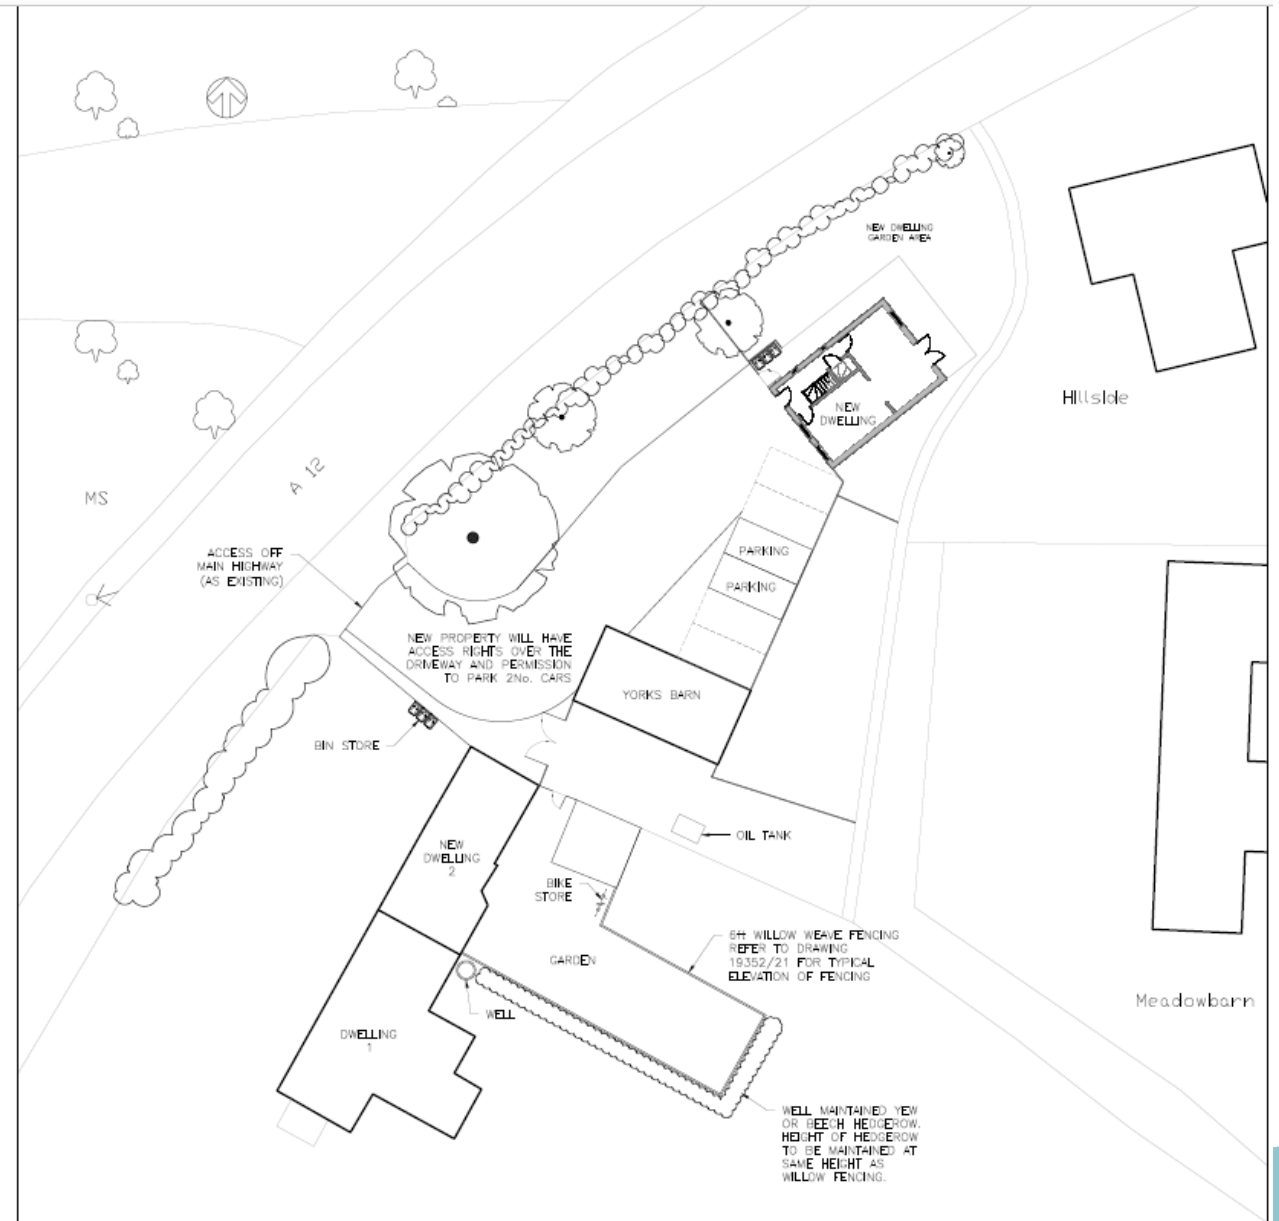 NEW DWELLING
GARDEN AREA
Hillside
NEW
DWELLING
A 12
MS
ACCESS OFF
MAIN HIGHWAY
(AS EXISTING)
PARKING
PARKING
NEW PROPERTY WILL HAVE
ACCESS RIGHTS OVER THE
DRIVEWAY AND PERMISSION
TO PARK 2No. CARS
YORKS BARN
BIN STORE
OIL TANK
NEW
DWELLING
2
BIKE
STORE
6ft WILLOW WEAVE FENCING
REFER TO DRAWING
19352/21 FOR TYPICAL
ELEVATION OF FENCING
GARDEN
Meadowbarn
WELL
DWELLING
1
WELL MAINTAINED YEW
OR BEECH HEDGEROW.
HEIGHT OF HEDGEROW
TO BE MAINTAINED AT
SAME HEIGHT AS
WILLOW FENCING.